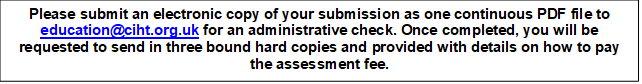 Please submit an electronic copy of your submission as one continuous PDF file to
education@ciht.org.uk for an administrative check. Once completed, you will be
requested to send in three bound hard copies and provided with details on how to pay
the assessment fee.